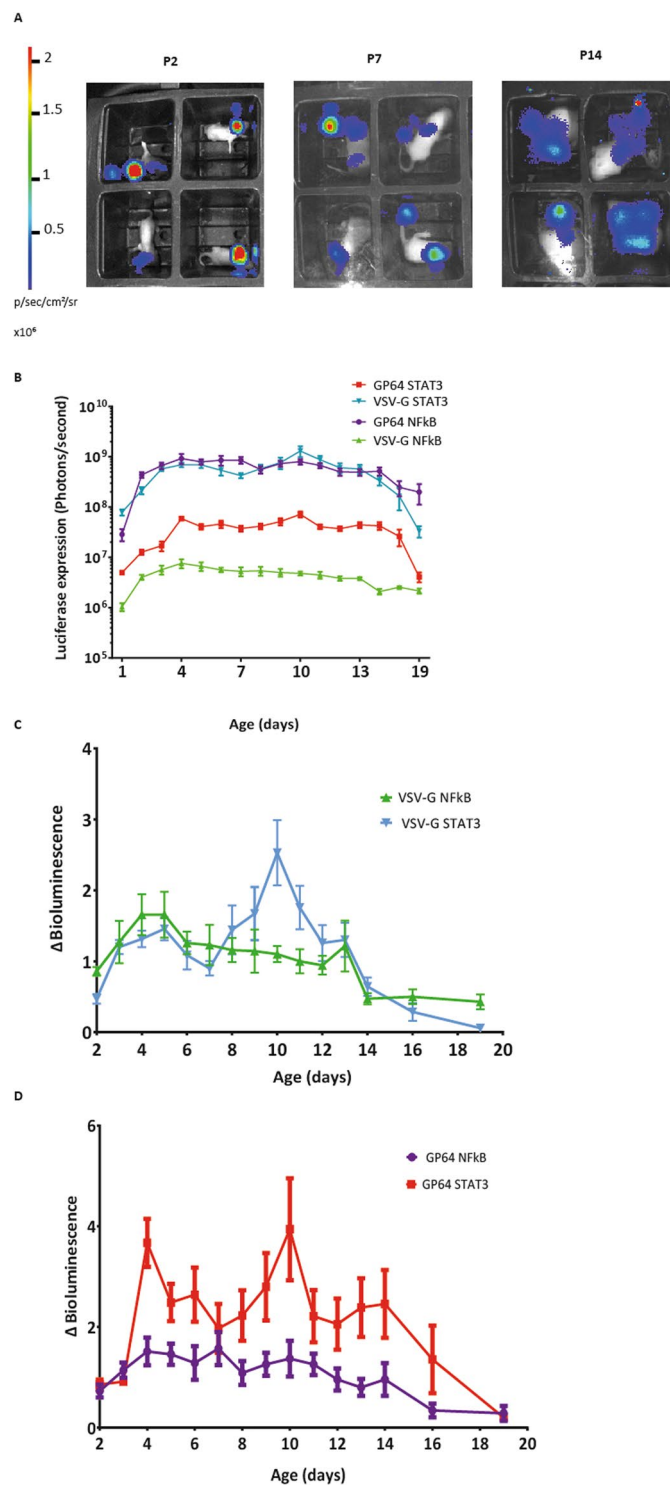 A
P2
P7
P14
2
1.5
1
0.5
p/sec/cm²/sr
x10⁶
B
GP64 STAT3
VSV-G STAT3
GP64 NFkB
VSV-G NFkB
Luciferase expression (Photons/second)
10¹⁰
10⁹
10⁸
10⁷
10⁶
10⁵
1 4 7 10 13 16 19
Age (days)
C
VSV-G NFkB
VSV-G STAT3
Δ Bioluminescence
4
3
2
1
0
2 4 6 8 10 12 14 16 18 20
Age (days)
D
GP64 NFkB
GP64 STAT3
Δ Bioluminescence
6
4
2
0
2 4 6 8 10 12 14 16 18 20
Age (days)